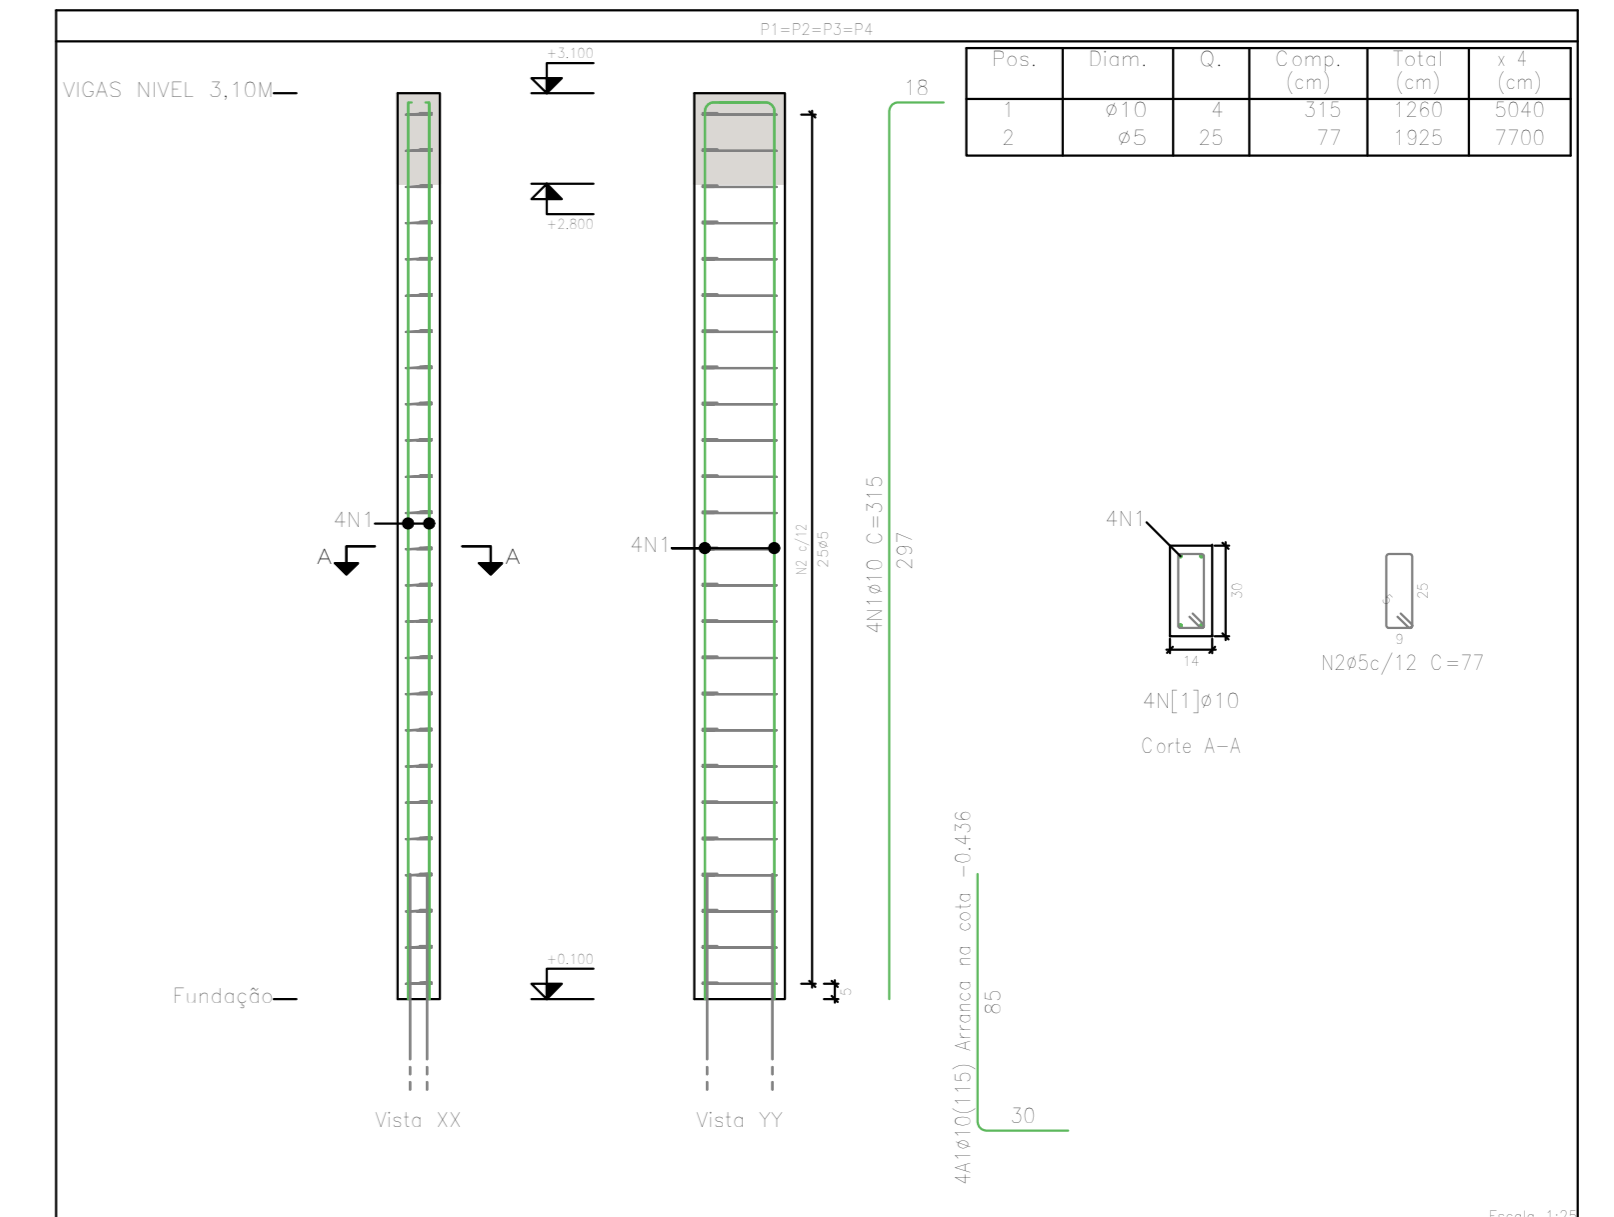 P1=P2=P3=P4
VIGAS NIVEL 3,10M
+3.100
+2.800
18
Pos. Diam. Q. Comp. (cm) Total (cm) x 4 (cm)
1 ø10 4 315 1260 5040
2 ø5 25 77 1925 7700
4N1
A A
4N1
N2 c/12
25ø5
4N1ø10 C=315
297
4N1
30
14
4N[1]ø10
Corte A-A
25
9
N2ø5c/12 C=77
Fundação
+0.100
5
4A1ø10(115) Arranca na cota -0.436
85
30
Vista XX
Vista YY
Escala 1:25